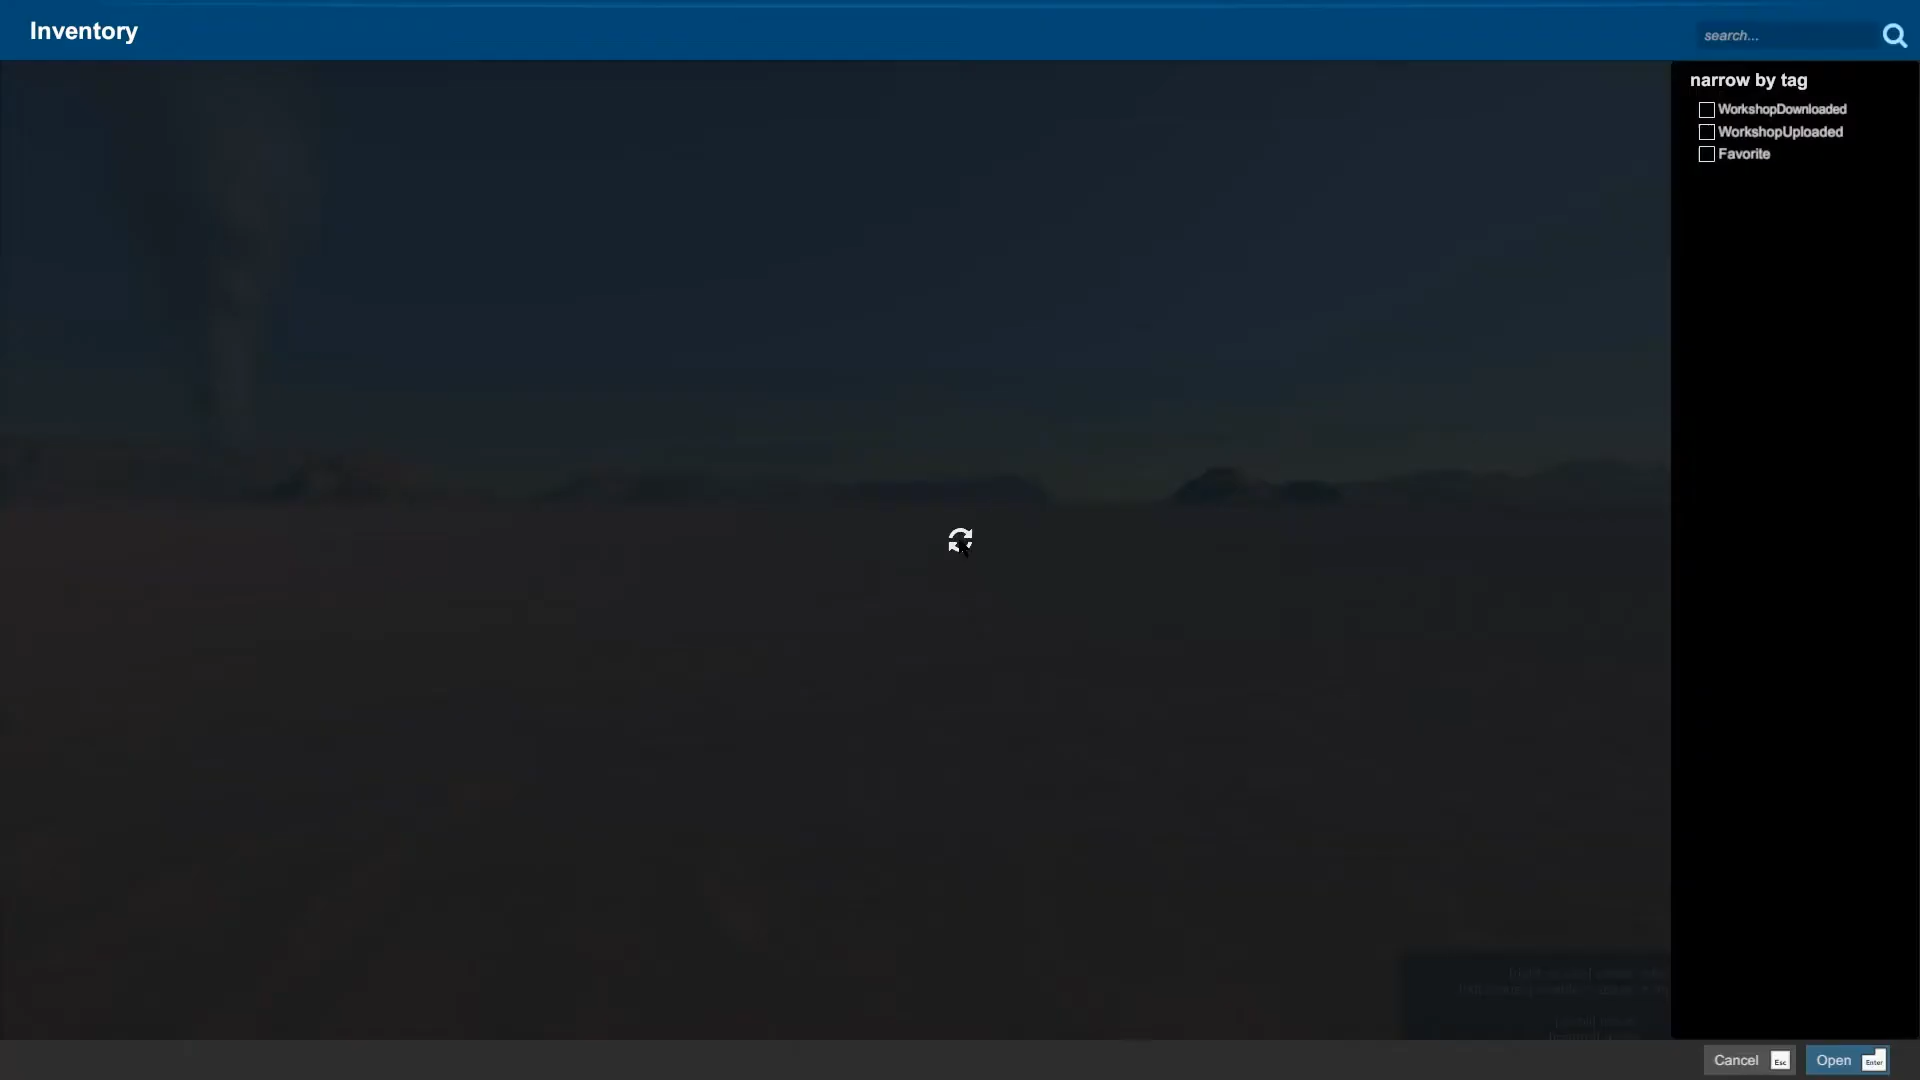 Inventory
search...
narrow by tag
WorkshopDownloaded
WorkshopUploaded
Favorite
Cancel Esc
Open Enter